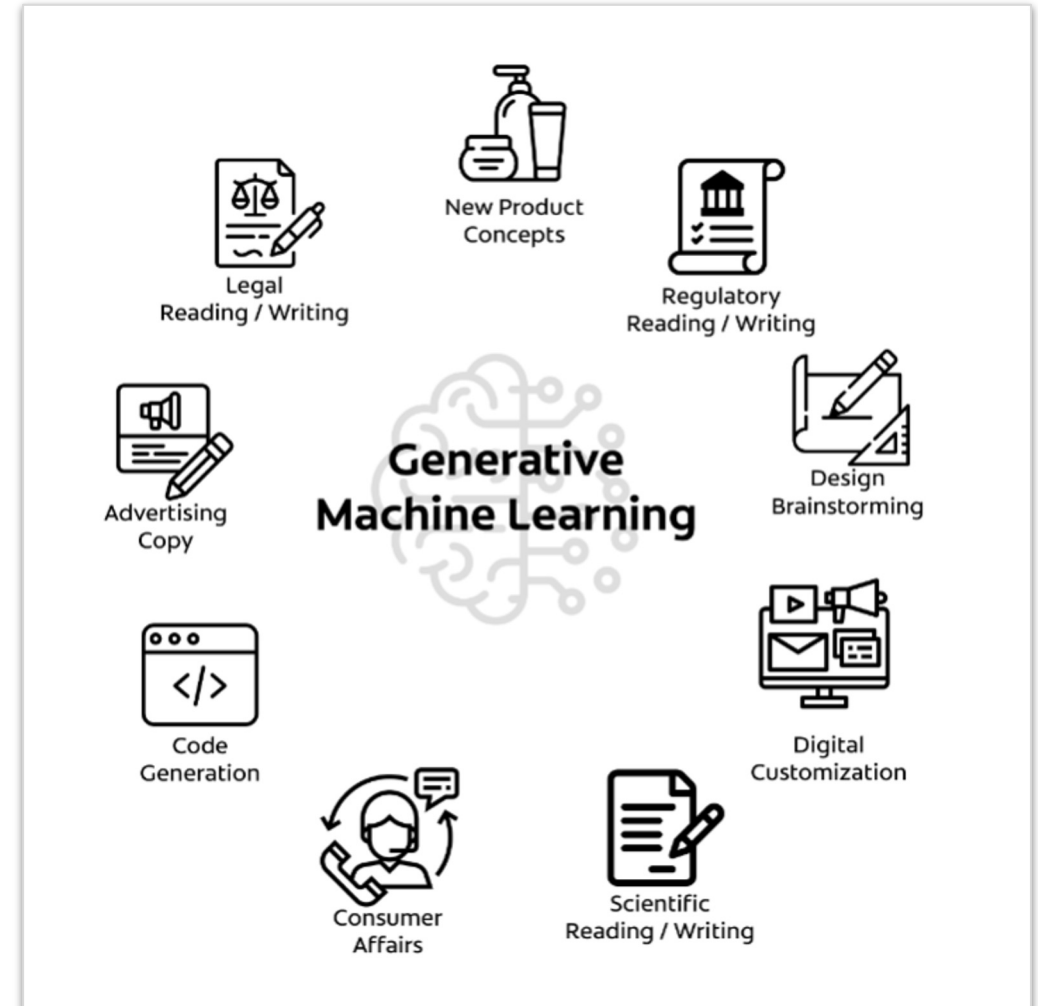 New Product
Concepts
Legal
Reading / Writing
Regulatory
Reading / Writing
Generative
Machine Learning
Design
Brainstorming
Advertising
Copy
Digital
Customization
Code
Generation
Scientific
Reading / Writing
Consumer
Affairs